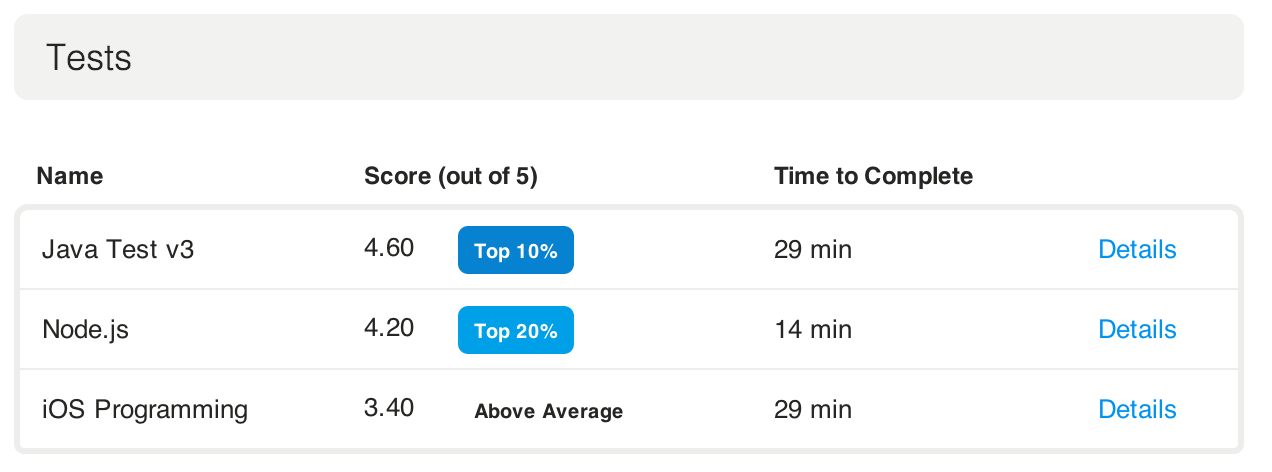 Tests
Name Score (out of 5) Time to Complete
Java Test v3 4.60 Top 10% 29 min Details
Node.js 4.20 Top 20% 14 min Details
iOS Programming 3.40 Above Average 29 min Details